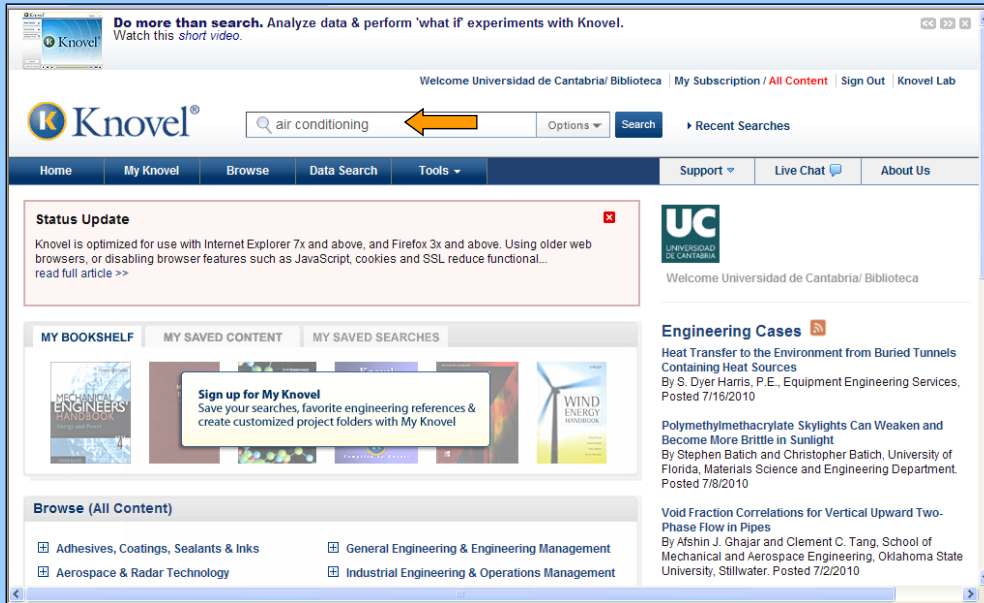 Do more than search. Analyze data & perform 'what if' experiments with Knovel.
Watch this short video.
Knovel
Welcome Universidad de Cantabria/ Biblioteca My Subscription / All Content Sign Out Knovel Lab
Knovel®
air conditioning Options Search Recent Searches
Home My Knovel Browse Data Search Tools Support Live Chat About Us
Status Update
Knovel is optimized for use with Internet Explorer 7x and above, and Firefox 3x and above. Using older web
browsers, or disabling browser features such as JavaScript, cookies and SSL reduce functional...
read full article >>
UC
UNIVERSIDAD
DE CANTABRIA
Welcome Universidad de Cantabria/ Biblioteca
MY BOOKSHELF MY SAVED CONTENT MY SAVED SEARCHES
MECHANICAL
ENGINEERS'
HANDBOOK
Energy and Power
Sign up for My Knovel
Save your searches, favorite engineering references &
create customized project folders with My Knovel
WIND
ENERGY
HANDBOOK
Browse (All Content)
Adhesives, Coatings, Sealants & Inks
Aerospace & Radar Technology
General Engineering & Engineering Management
Industrial Engineering & Operations Management
Engineering Cases
Heat Transfer to the Environment from Buried Tunnels
Containing Heat Sources
By S. Dyer Harris, P.E., Equipment Engineering Services,
Posted 7/16/2010
Polymethylmethacrylate Skylights Can Weaken and
Become More Brittle in Sunlight
By Stephen Batich and Christopher Batich, University of
Florida, Materials Science and Engineering Department.
Posted 7/8/2010
Void Fraction Correlations for Vertical Upward Two-
Phase Flow in Pipes
By Afshin J. Ghajar and Clement C. Tang, School of
Mechanical and Aerospace Engineering, Oklahoma State
University, Stillwater. Posted 7/2/2010